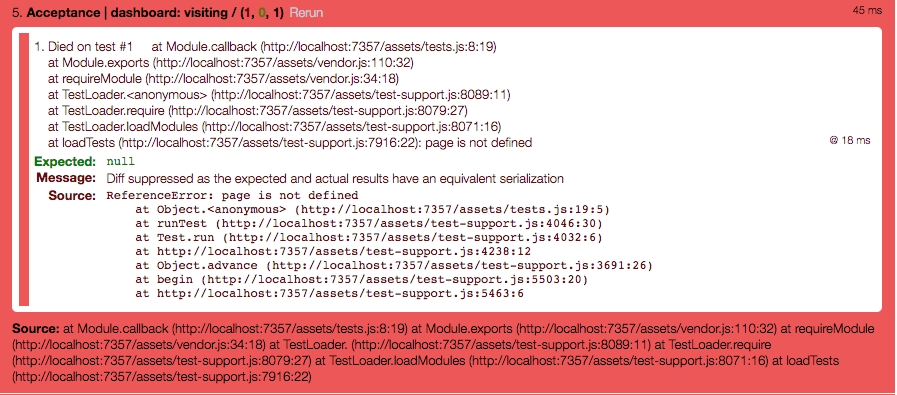 5. Acceptance | dashboard: visiting / (1, 0, 1) Rerun 45 ms
1. Died on test #1 at Module.callback (http://localhost:7357/assets/tests.js:8:19)
at Module.exports (http://localhost:7357/assets/vendor.js:110:32)
at requireModule (http://localhost:7357/assets/vendor.js:34:18)
at TestLoader.<anonymous> (http://localhost:7357/assets/test-support.js:8089:11)
at TestLoader.require (http://localhost:7357/assets/test-support.js:8079:27)
at TestLoader.loadModules (http://localhost:7357/assets/test-support.js:8071:16)
at loadTests (http://localhost:7357/assets/test-support.js:7916:22): page is not defined @ 18 ms
Expected: null
Message: Diff suppressed as the expected and actual results have an equivalent serialization
Source: ReferenceError: page is not defined
at Object.<anonymous> (http://localhost:7357/assets/tests.js:19:5)
at runTest (http://localhost:7357/assets/test-support.js:4046:30)
at Test.run (http://localhost:7357/assets/test-support.js:4032:6)
at http://localhost:7357/assets/test-support.js:4238:12
at Object.advance (http://localhost:7357/assets/test-support.js:3691:26)
at begin (http://localhost:7357/assets/test-support.js:5503:20)
at http://localhost:7357/assets/test-support.js:5463:6
Source: at Module.callback (http://localhost:7357/assets/tests.js:8:19) at Module.exports (http://localhost:7357/assets/vendor.js:110:32) at requireModule
(http://localhost:7357/assets/vendor.js:34:18) at TestLoader. (http://localhost:7357/assets/test-support.js:8089:11) at TestLoader.require
(http://localhost:7357/assets/test-support.js:8079:27) at TestLoader.loadModules (http://localhost:7357/assets/test-support.js:8071:16) at loadTests
(http://localhost:7357/assets/test-support.js:7916:22)